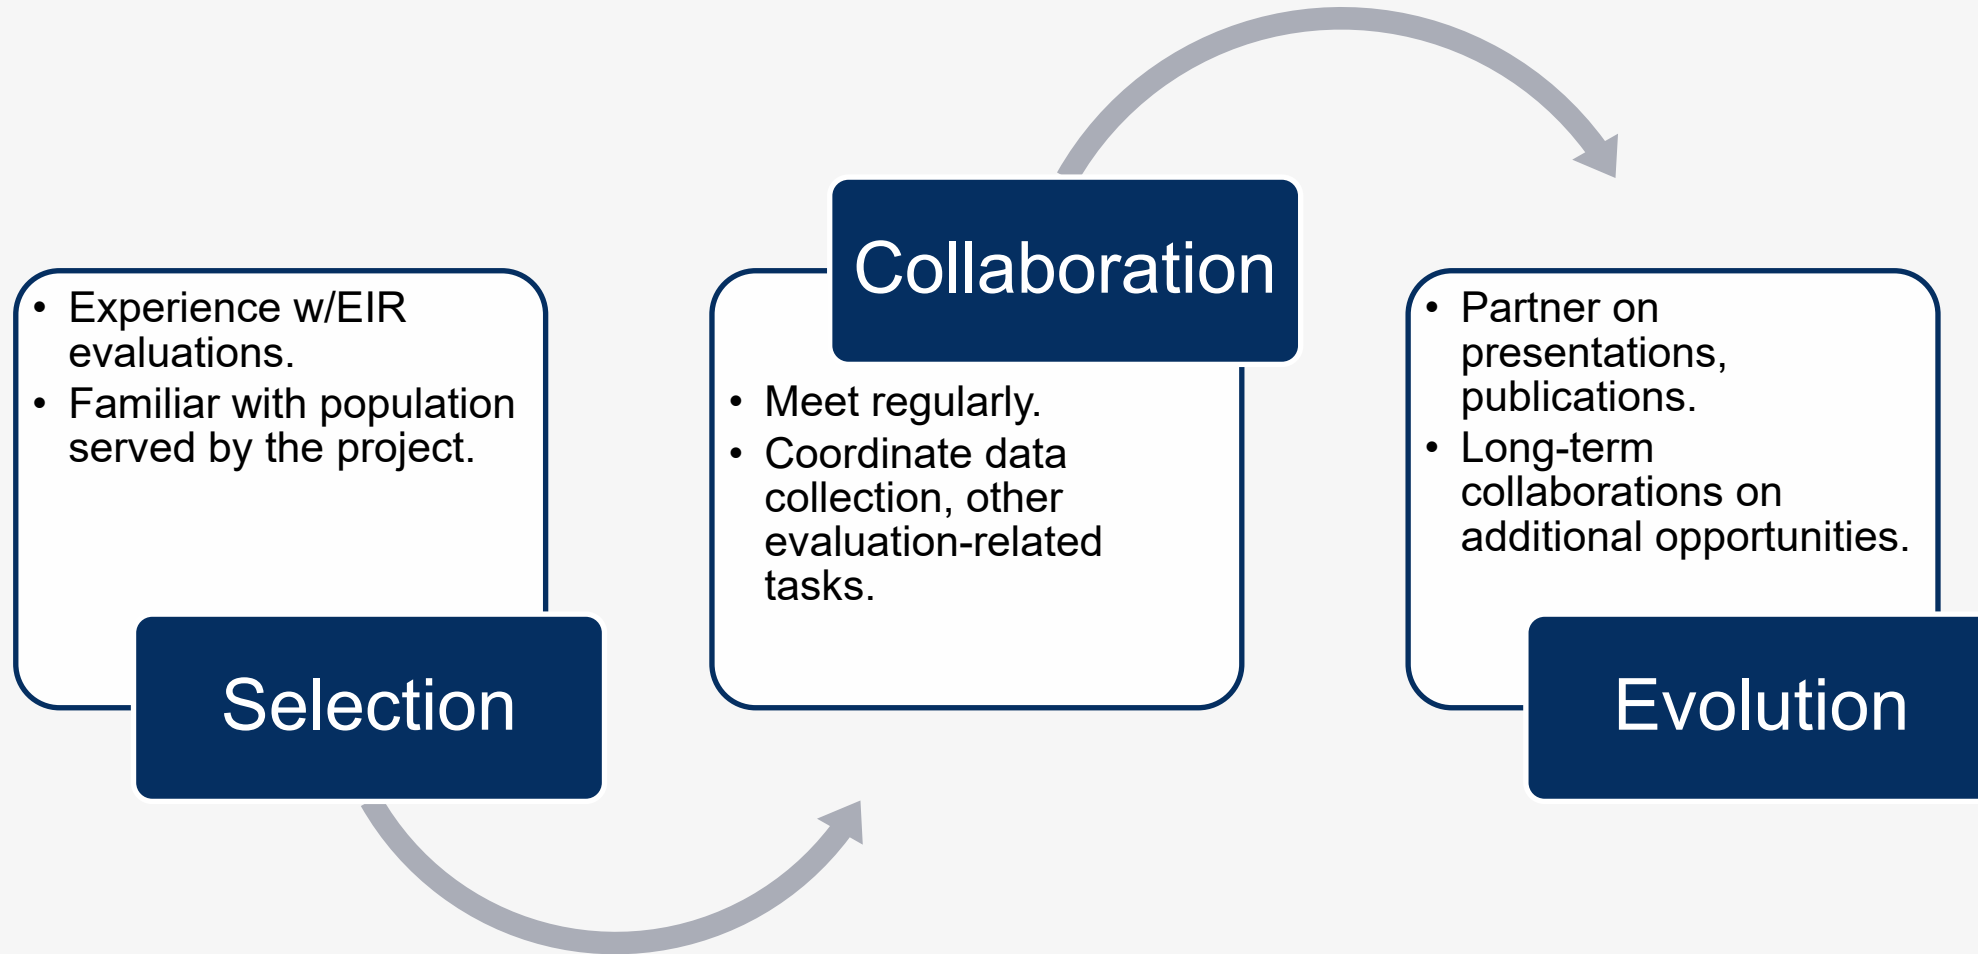 • Experience w/EIR
evaluations.
• Familiar with population
served by the project.
Selection
Collaboration
• Meet regularly.
• Coordinate data
collection, other
evaluation-related
tasks.
• Partner on
presentations,
publications.
• Long-term
collaborations on
additional opportunities.
Evolution